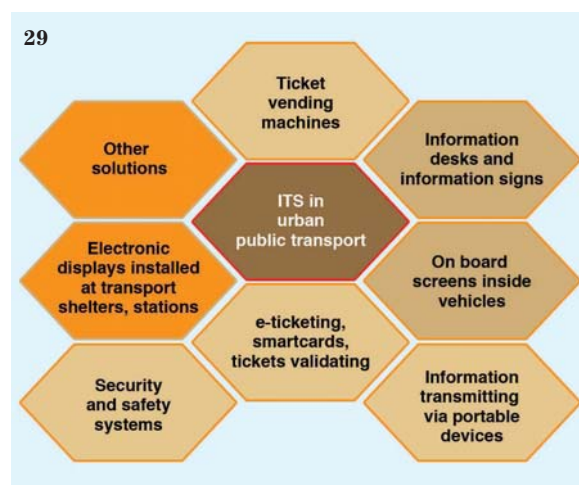 29
Ticket
vending
machines
Other
solutions
Information
desks and
information signs
ITS in
urban
public transport
Electronic
displays installed
at transport
shelters, stations
On board
screens inside
vehicles
e-ticketing,
smartcards,
tickets validating
Security
and safety
systems
Information
transmitting
via portable
devices